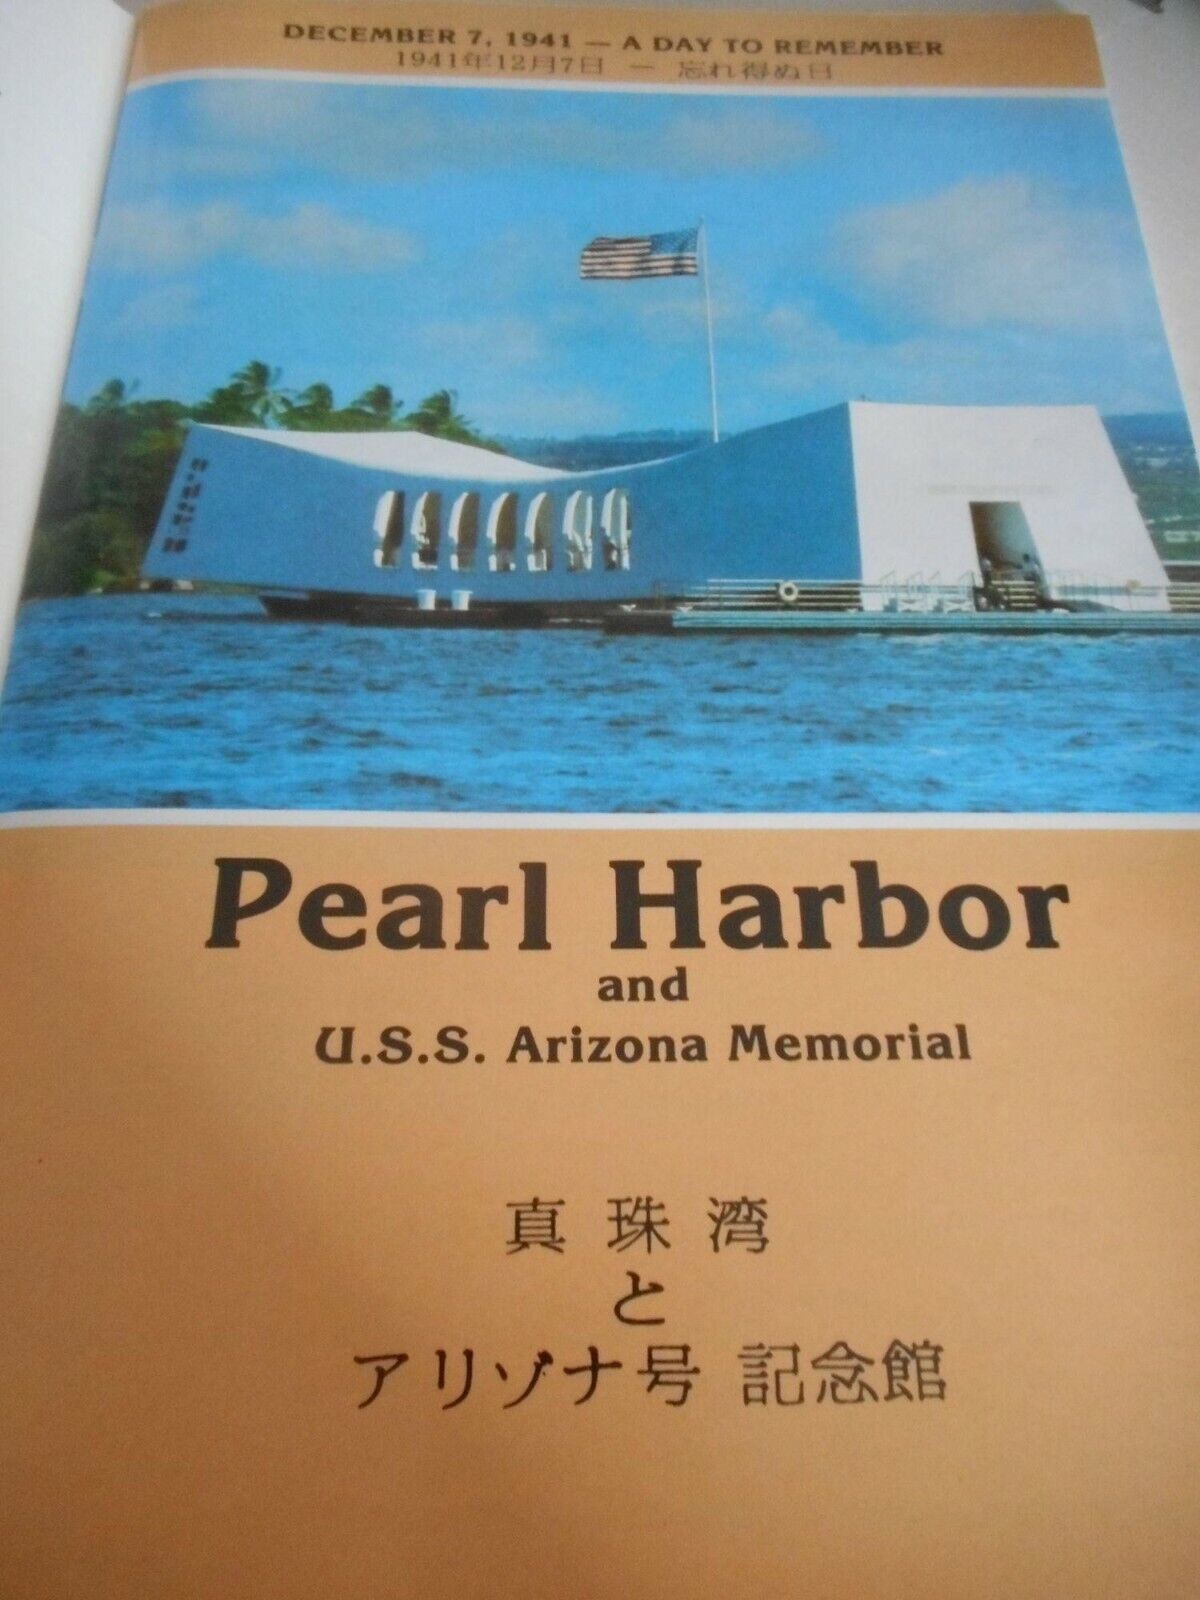 DECEMBER 7, 1941 — A DAY TO REMEMBER
1941年12月7日 — 忘れ得ぬ日
Pearl Harbor
and
U.S.S. Arizona Memorial
真珠湾
と
アリゾナ号 記念館